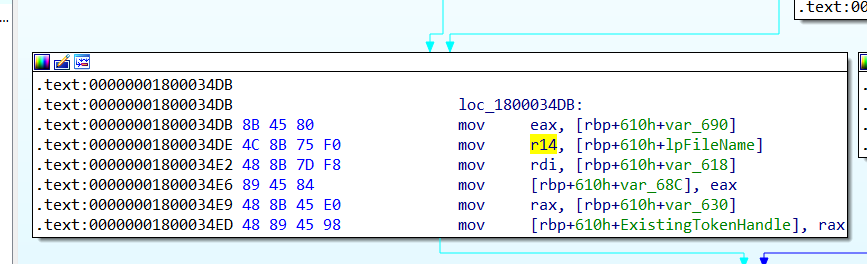 ...
.text:00
.text:00000001800034DB
.text:00000001800034DB loc_1800034DB:
.text:00000001800034DB 8B 45 80 mov eax, [rbp+610h+var_690]
.text:00000001800034DE 4C 8B 75 F0 mov r14, [rbp+610h+lpFileName]
.text:00000001800034E2 48 8B 7D F8 mov rdi, [rbp+610h+var_618]
.text:00000001800034E6 89 45 84 mov [rbp+610h+var_68C], eax
.text:00000001800034E9 48 8B 45 E0 mov rax, [rbp+610h+var_630]
.text:00000001800034ED 48 89 45 98 mov [rbp+610h+ExistingTokenHandle], rax